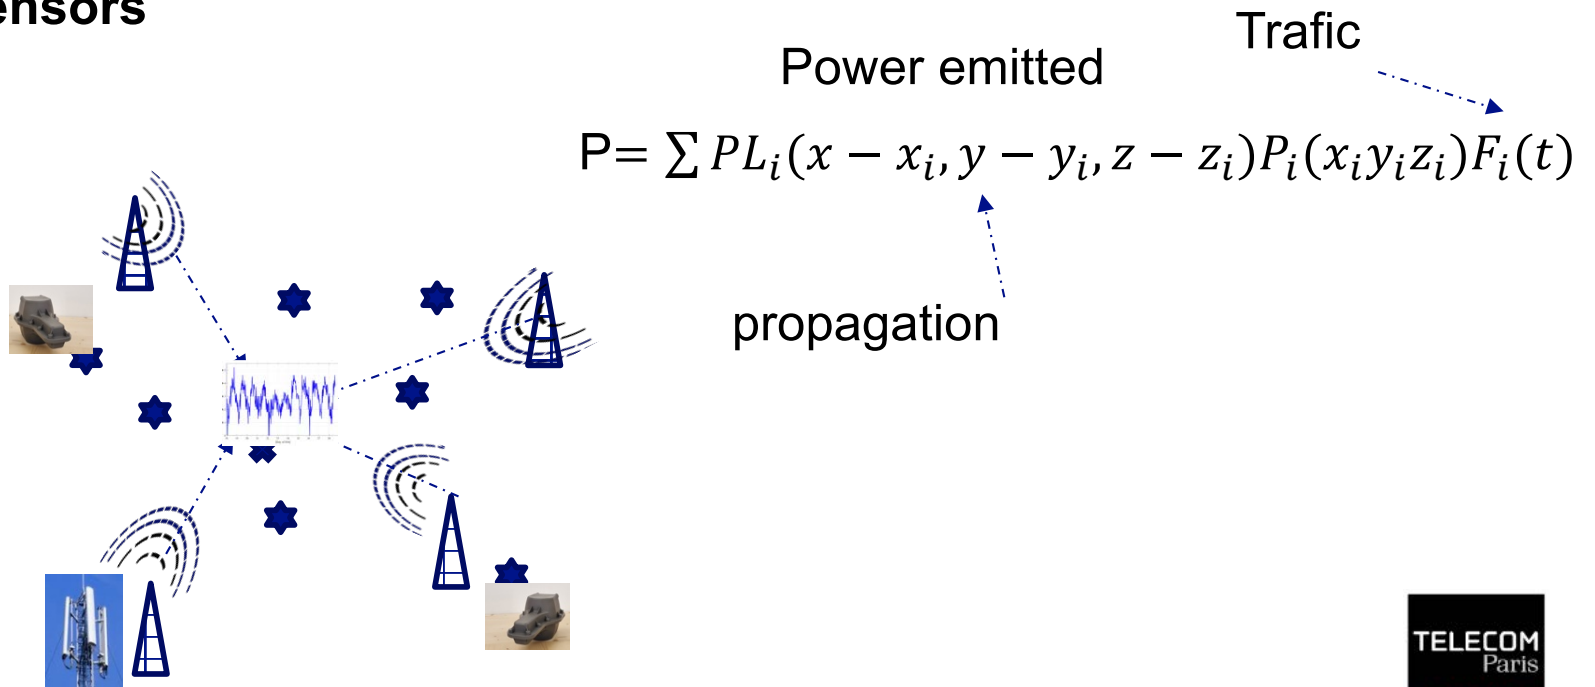 ensors
Trafic
Power emitted
P= ∑ PLᵢ(x − xᵢ, y − yᵢ, z − zᵢ)Pᵢ(xᵢyᵢzᵢ)Fᵢ(t)
propagation
TELECOM
Paris